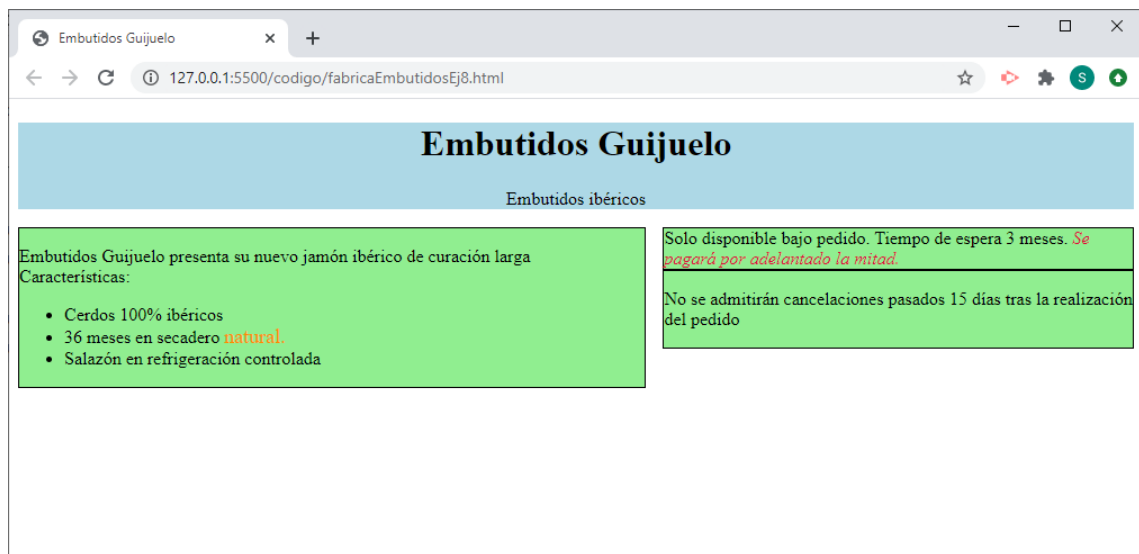 Embutidos Guijuelo
127.0.0.1:5500/codigo/fabricaEmbutidosEj8.html
S
Embutidos Guijuelo
Embutidos ibéricos
Embutidos Guijuelo presenta su nuevo jamón ibérico de curación larga
Características:
• Cerdos 100% ibéricos
• 36 meses en secadero natural.
• Salazón en refrigeración controlada
Solo disponible bajo pedido. Tiempo de espera 3 meses. Se
pagará por adelantado la mitad.
No se admitirán cancelaciones pasados 15 días tras la realización
del pedido